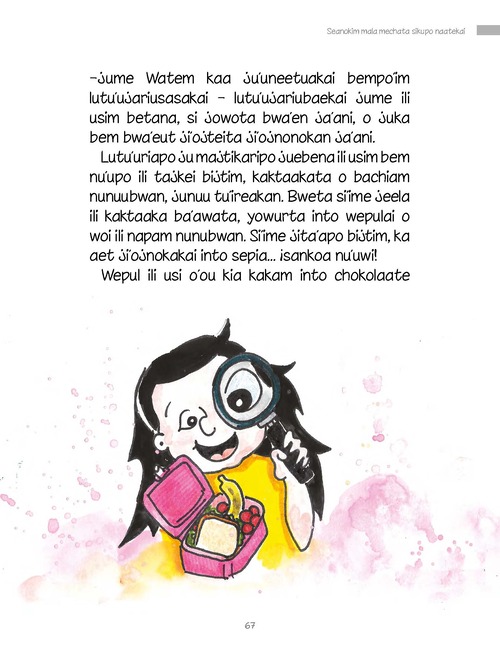 Seanokim mala mechata sikupo naatekai
–Jume Watem kaa ju'uneetuakai bempo'im
lutu'ujariusasakai – lutu'ujariubaekai jume ili
usim betana, si jowota bwa'en ja'ani, o juka
bem bwa'eut ji'ojteita ji'ojnonokan ja'ani.
Lutu'uriapo ju majtikaripo juebena ili usim bem
nu'upo ili tajkei bijtim, kaktaakata o bachiam
nunuubwan, junuu tu'ireakan. Bweta si'ime jeela
ili kaktaaka ba'awata, yowurta into wepulai o
woi ili napam nunubwan. Si'ime jita'apo bijtim, ka
aet ji'ojnokakai into sepia... ¡sankoa nu'uwi!
Wepul ili usi o'ou kia kakam into chokolaate
67